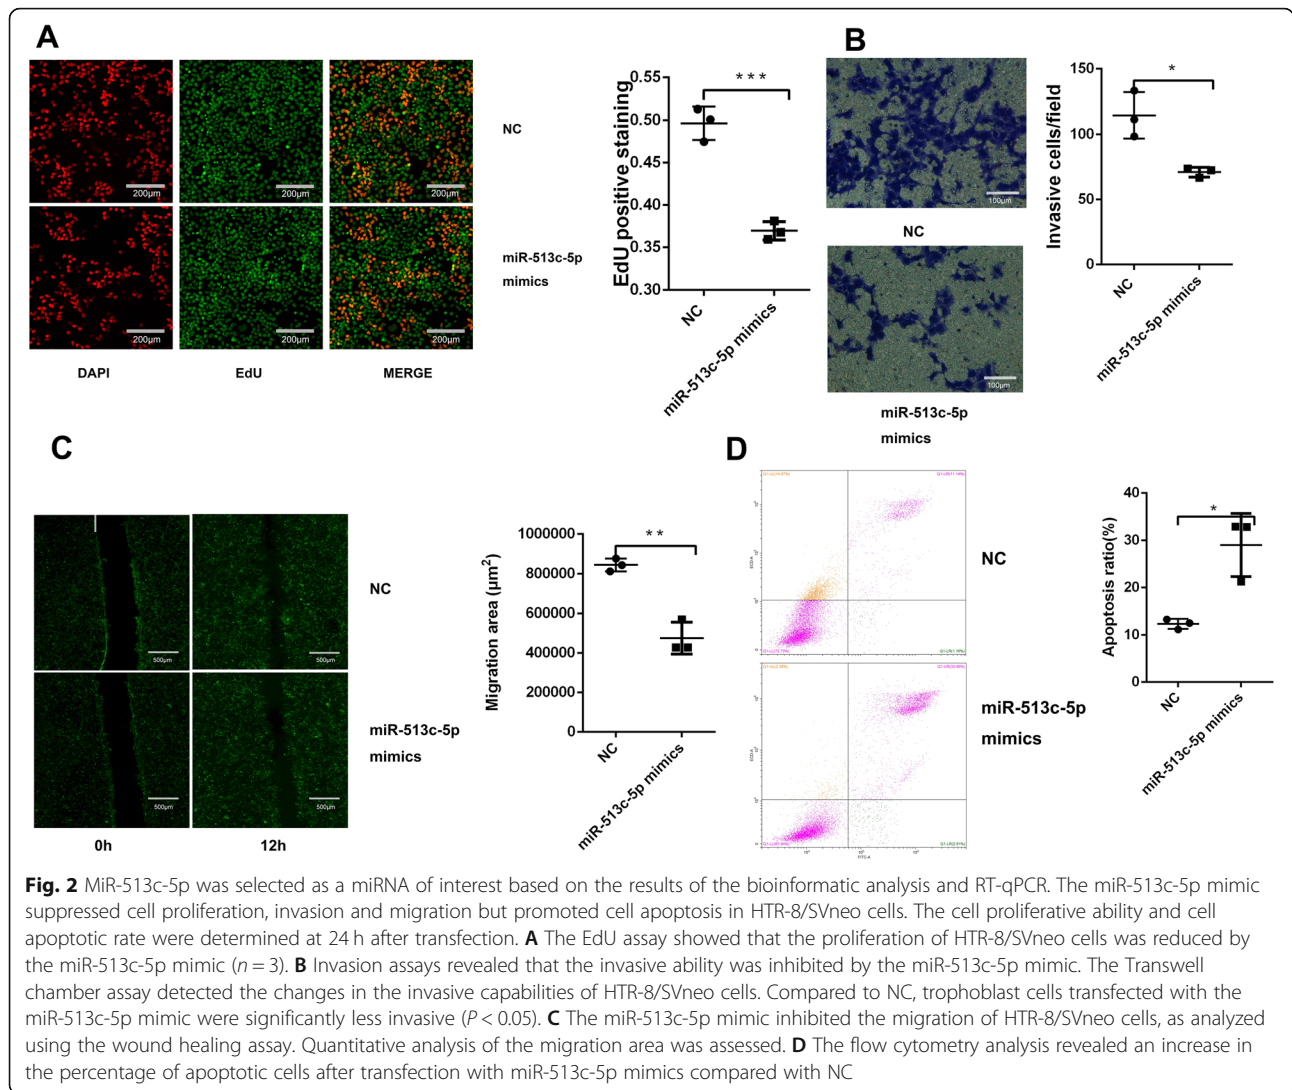 A
NC
miR-513c-5p
mimics
200µm
200µm
200µm
200µm
200µm
200µm
DAPI
EdU
MERGE
EdU positive staining
0.55
0.50
0.45
0.40
0.35
0.30
***
NC
miR-513c-5p mimics
B
100µm
NC
100µm
miR-513c-5p
mimics
Invasive cells/field
150
100
50
0
*
NC
miR-513c-5p mimics
C
500µm
500µm
NC
500µm
500µm
miR-513c-5p
mimics
0h
12h
Migration area (µm²)
1000000
800000
600000
400000
200000
0
**
NC
miR-513c-5p mimics
D
NC
miR-513c-5p
mimics
ECD-A
ECD-A
FITC-A
Apoptosis ratio(%)
40
30
20
10
0
*
NC
miR-513c-5p mimics
Fig. 2 MiR-513c-5p was selected as a miRNA of interest based on the results of the bioinformatic analysis and RT-qPCR. The miR-513c-5p mimic
suppressed cell proliferation, invasion and migration but promoted cell apoptosis in HTR-8/SVneo cells. The cell proliferative ability and cell
apoptotic rate were determined at 24 h after transfection. A The EdU assay showed that the proliferation of HTR-8/SVneo cells was reduced by
the miR-513c-5p mimic (n = 3). B Invasion assays revealed that the invasive ability was inhibited by the miR-513c-5p mimic. The Transwell
chamber assay detected the changes in the invasive capabilities of HTR-8/SVneo cells. Compared to NC, trophoblast cells transfected with the
miR-513c-5p mimic were significantly less invasive (P < 0.05). C The miR-513c-5p mimic inhibited the migration of HTR-8/SVneo cells, as analyzed
using the wound healing assay. Quantitative analysis of the migration area was assessed. D The flow cytometry analysis revealed an increase in
the percentage of apoptotic cells after transfection with miR-513c-5p mimics compared with NC